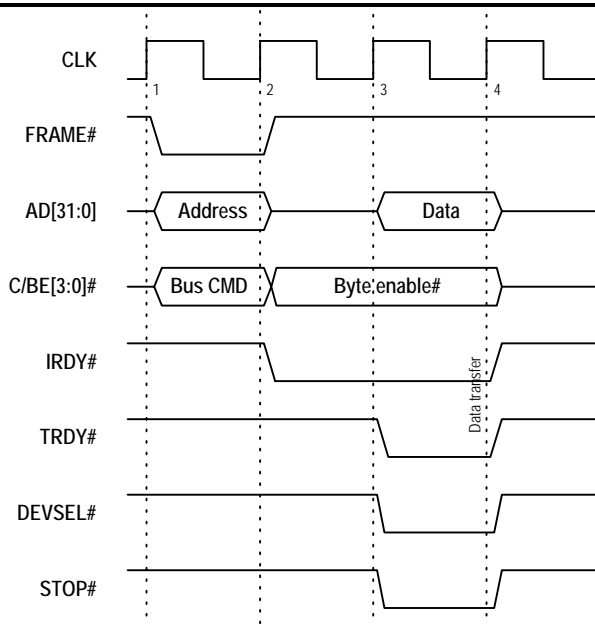 CLK
1 2 3 4
FRAME#
AD[31:0] Address Data
C/BE[3:0]# Bus CMD Byte enable#
IRDY#
Data transfer
TRDY#
DEVSEL#
STOP#